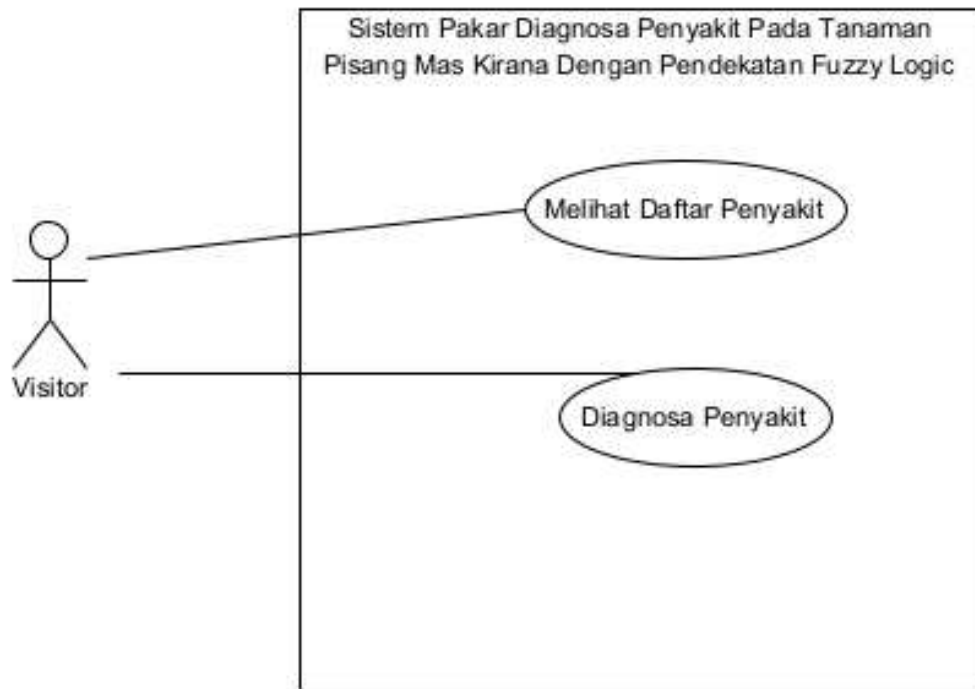 Sistem Pakar Diagnosa Penyakit Pada Tanaman
Pisang Mas Kirana Dengan Pendekatan Fuzzy Logic
Melihat Daftar Penyakit
Visitor
Diagnosa Penyakit